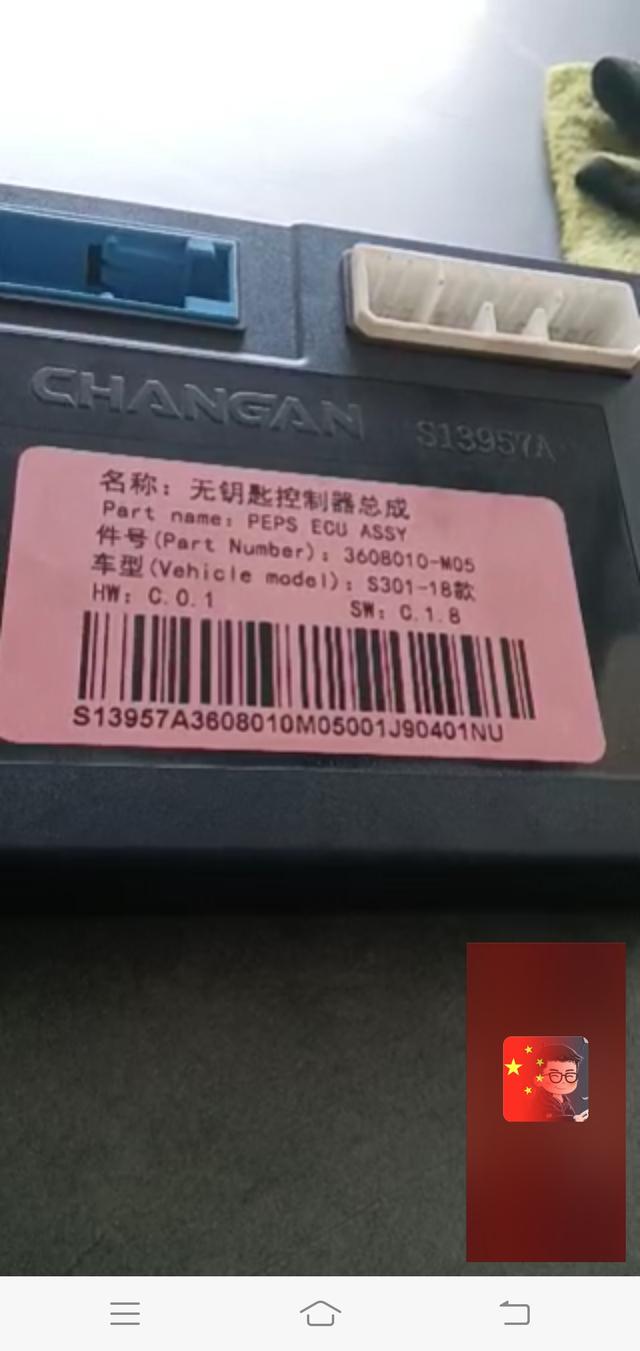 CHANGAN
S13957A
名称：无钥匙控制器总成
Part name: PEPS ECU ASSY
件号(Part Number): 3608010-M05
车型(Vehicle model): S301-18款
HW: C.0.1 SW: C.1.8
S13957A3608010M05001J90401NU